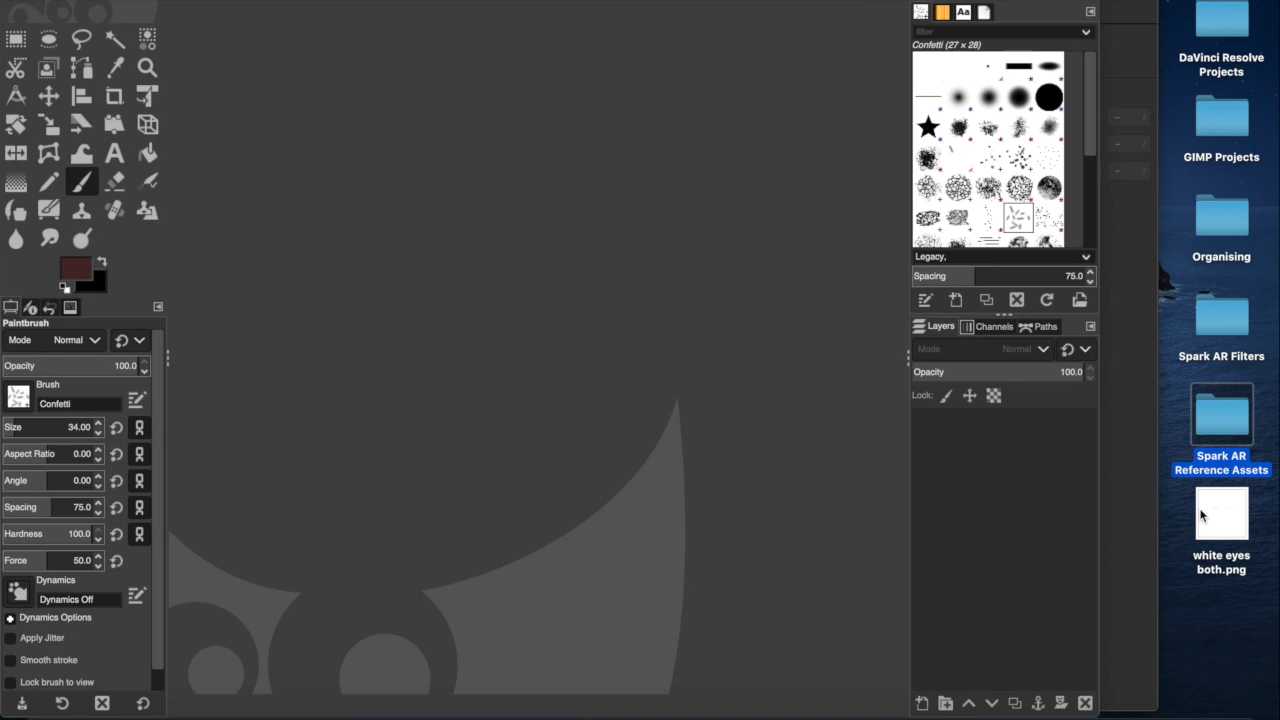 Aa
filter
Confetti (27 × 28)
Legacy,
Spacing 75.0
Layers Channels Paths
Mode Normal
Opacity 100.0
Lock:
Paintbrush
Mode Normal
Opacity 100.0
Brush
Confetti
Size 34.00
Aspect Ratio 0.00
Angle 0.00
Spacing 75.0
Hardness 100.0
Force 50.0
Dynamics
Dynamics Off
Dynamics Options
Apply Jitter
Smooth stroke
Lock brush to view
DaVinci Resolve
Projects
GIMP Projects
Organising
Spark AR Filters
Spark AR
Reference Assets
white eyes
both.png